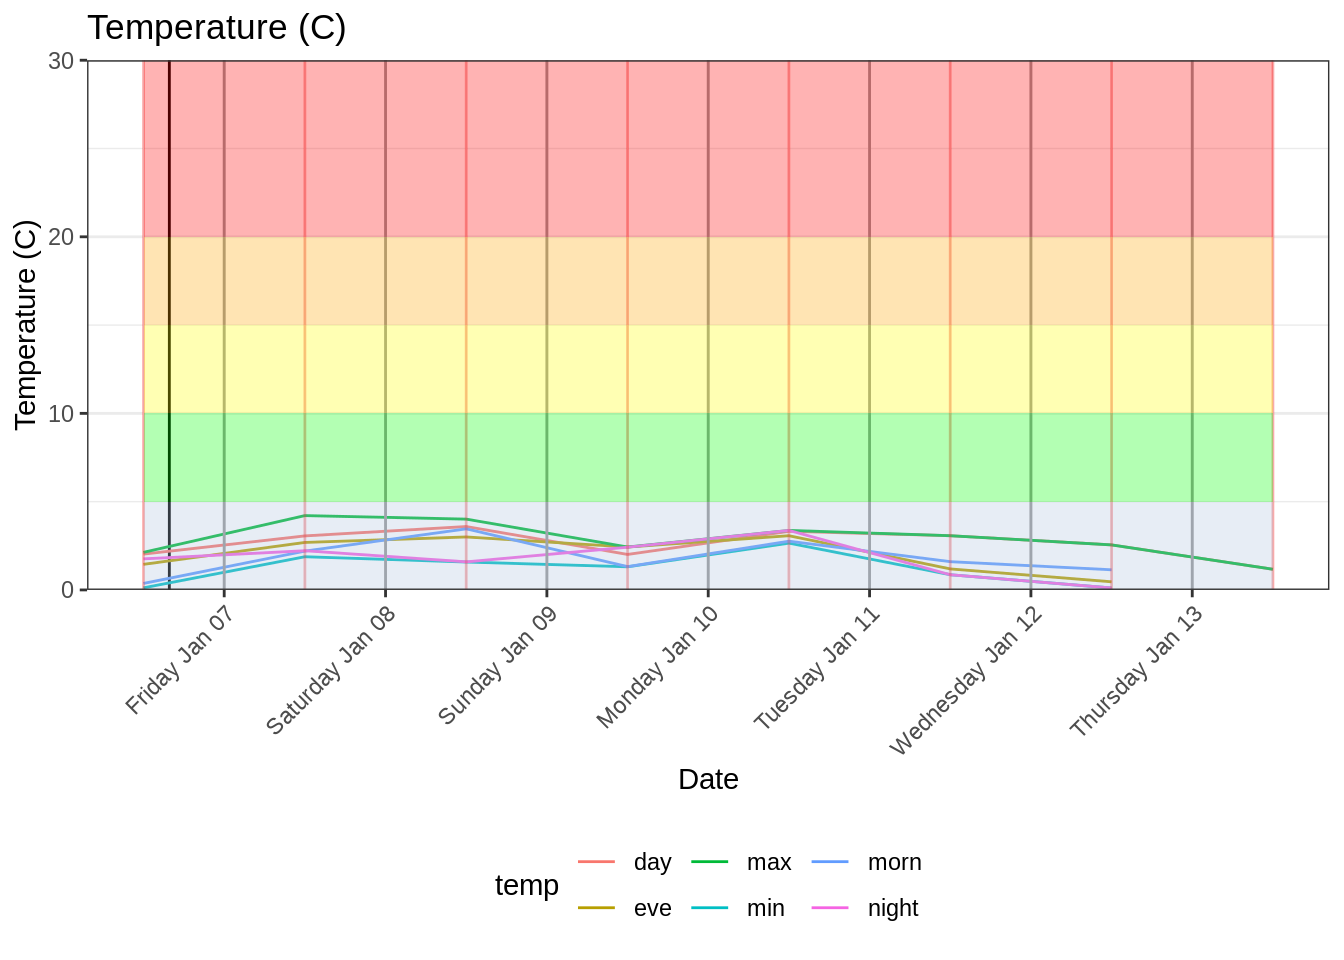 Temperature (C)
Temperature (C)
30
20
10
0
Friday Jan 07
Saturday Jan 08
Sunday Jan 09
Monday Jan 10
Tuesday Jan 11
Wednesday Jan 12
Thursday Jan 13
Date
temp
day
max
morn
eve
min
night